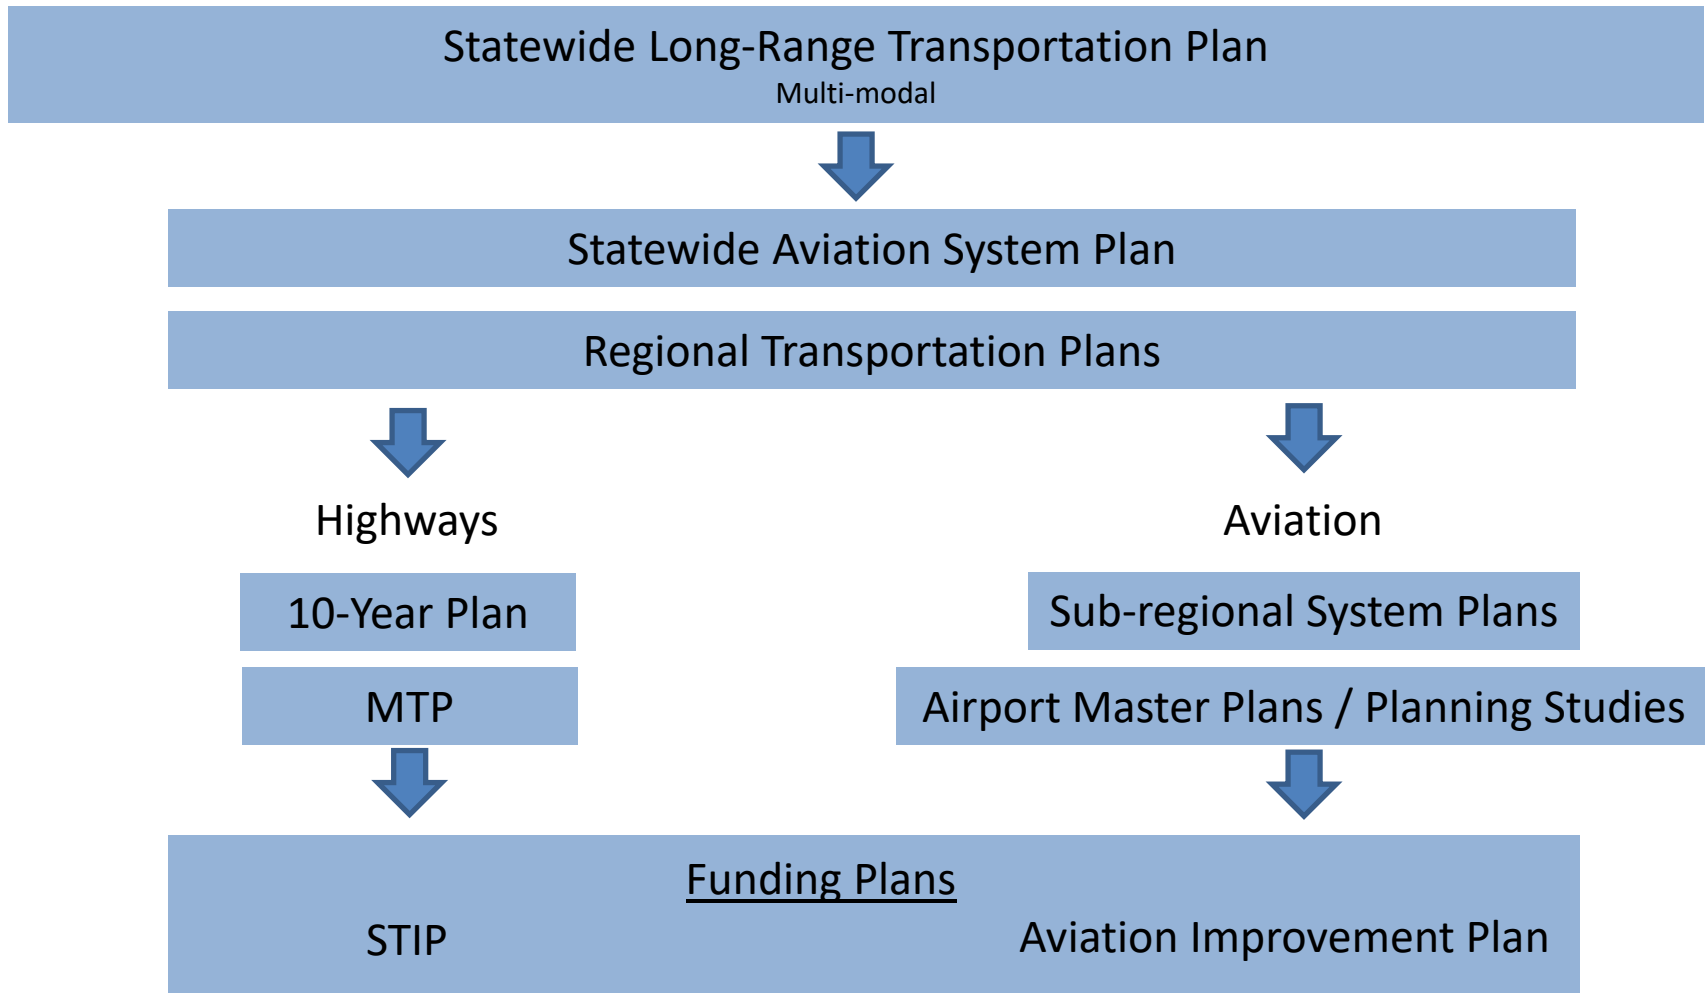 Statewide Long-Range Transportation Plan
Multi-modal
Statewide Aviation System Plan
Regional Transportation Plans
Highways
Aviation
10-Year Plan
Sub-regional System Plans
MTP
Airport Master Plans / Planning Studies
Funding Plans
STIP
Aviation Improvement Plan